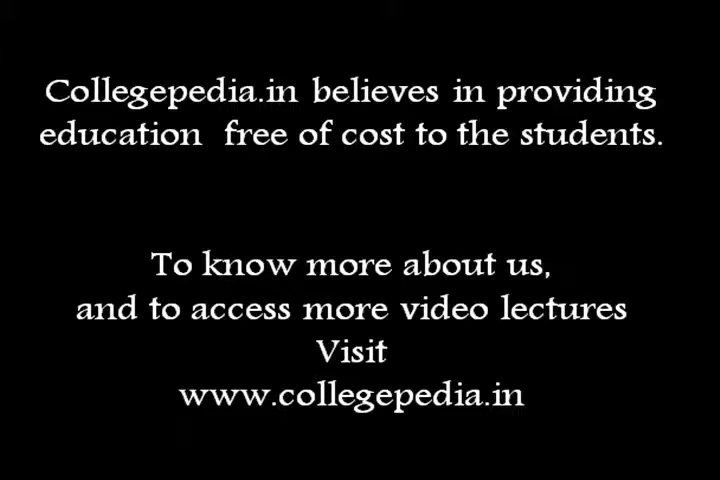 Collegepedia.in believes in providing
education free of cost to the students.
To know more about us,
and to access more video lectures
Visit
www.collegepedia.in